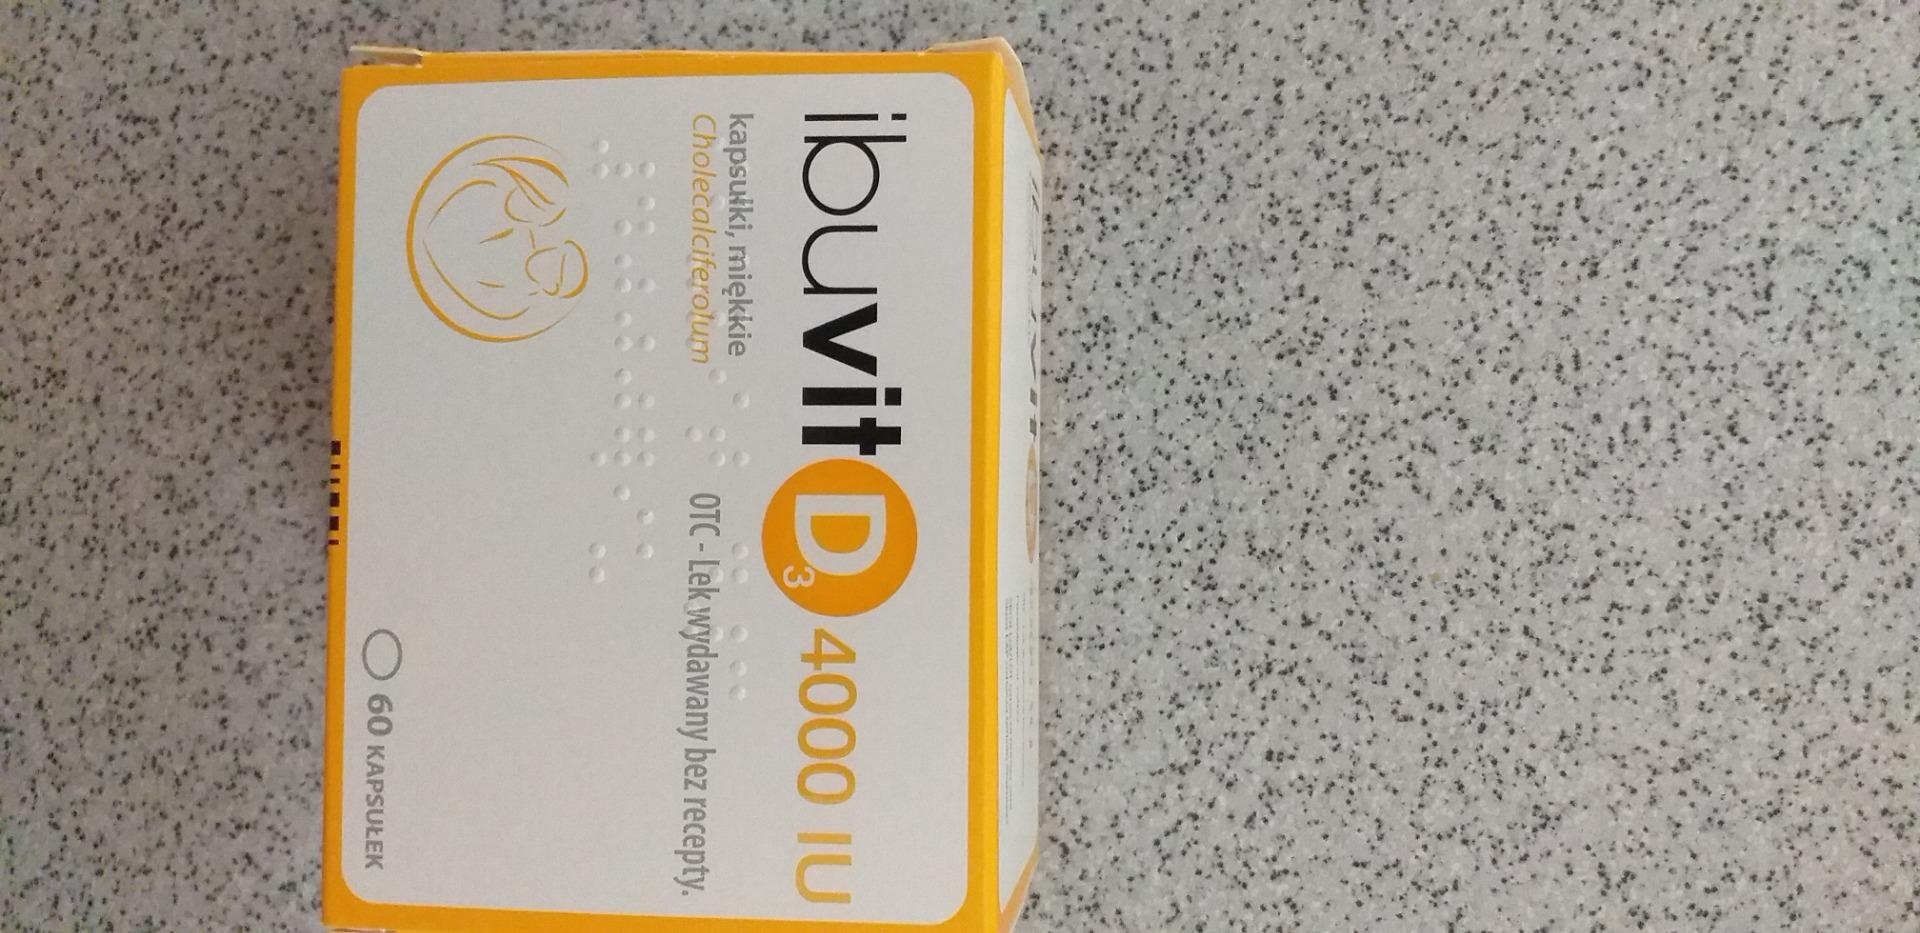 ibuvit D3 4000 IU
kapsułki, miękkie
Cholecalciferolum
OTC - Lek wydawany bez recepty.
60 KAPSUŁEK